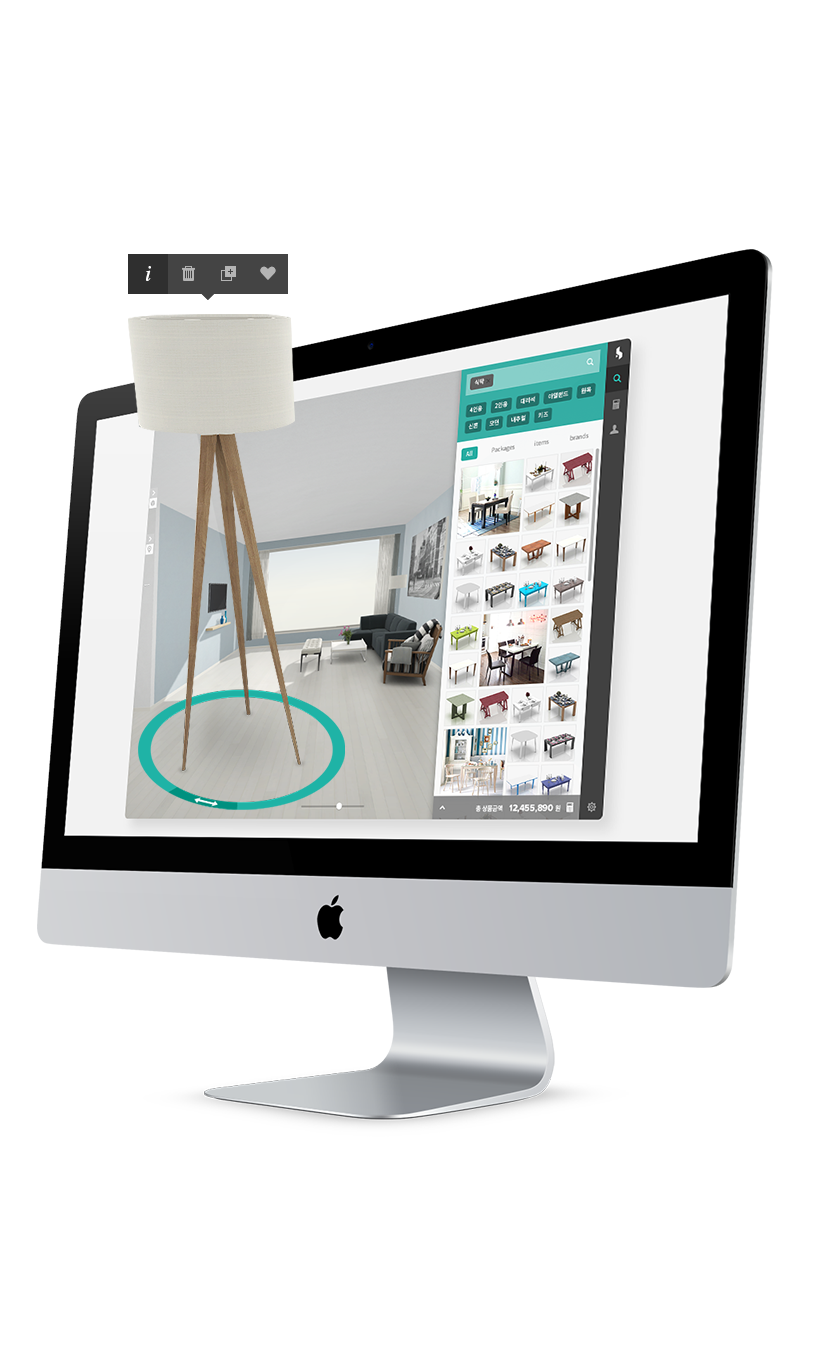 i
식탁
4인용 2인용 대리석 아일랜드 원목
신혼 모던 내추럴 키즈
All Packages items brands
총 상품금액 12,455,890 원